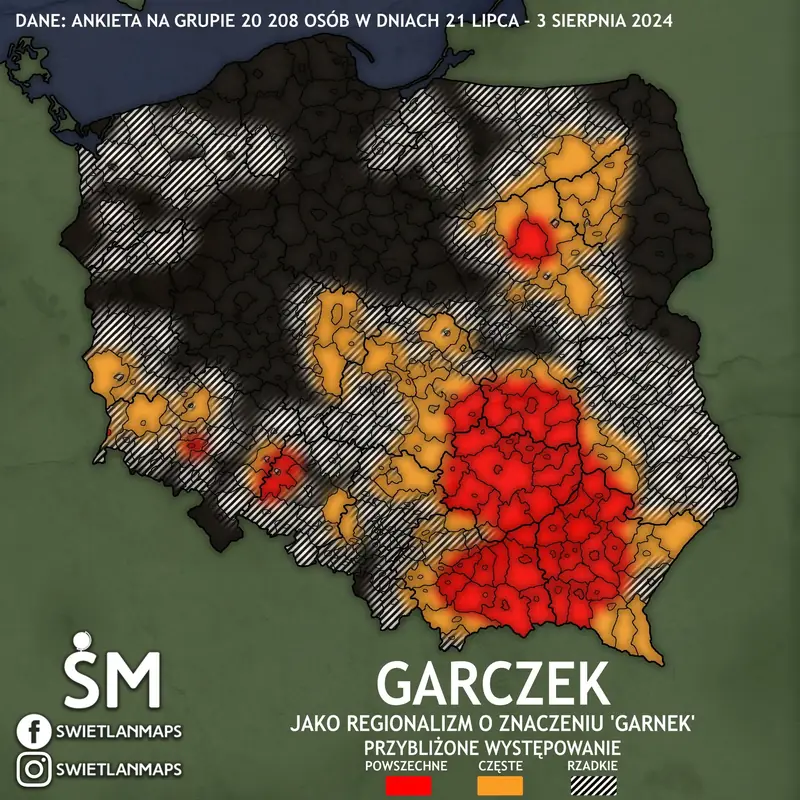 DANE: ANKIETA NA GRUPIE 20 208 OSÓB W DNIACH 21 LIPCA - 3 SIERPNIA 2024
ŚM
SWIETLANMAPS
SWIETLANMAPS
GARCZEK
JAKO REGIONALIZM O ZNACZENIU 'GARNEK'
PRZYBLIŻONE WYSTĘPOWANIE
POWSZECHNE CZĘSTE RZADKIE